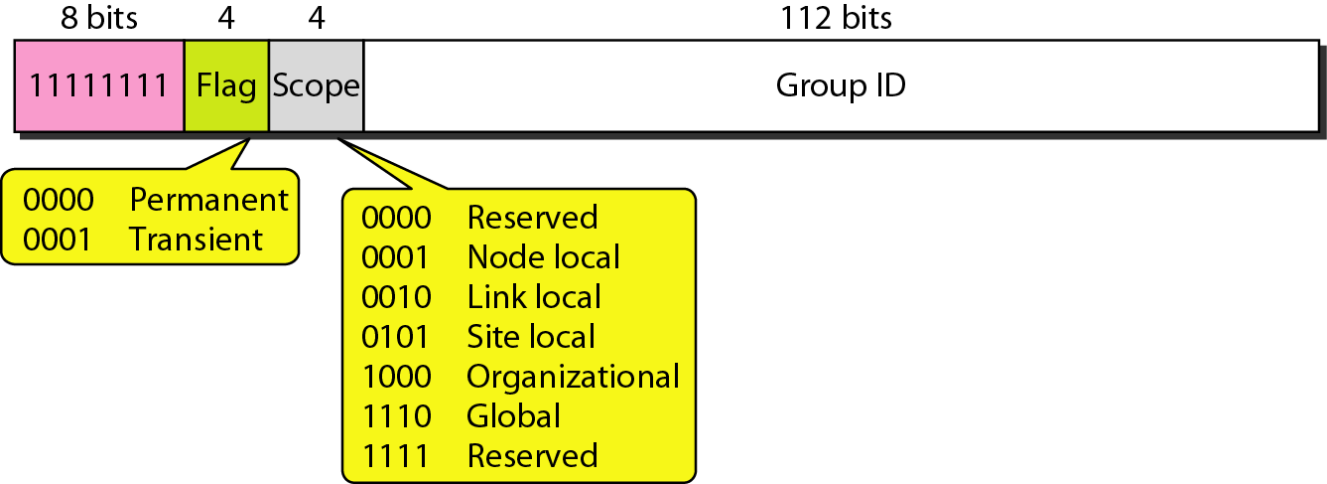 8 bits 4 4 112 bits
11111111 Flag Scope Group ID
0000 Permanent
0001 Transient
0000 Reserved
0001 Node local
0010 Link local
0101 Site local
1000 Organizational
1110 Global
1111 Reserved